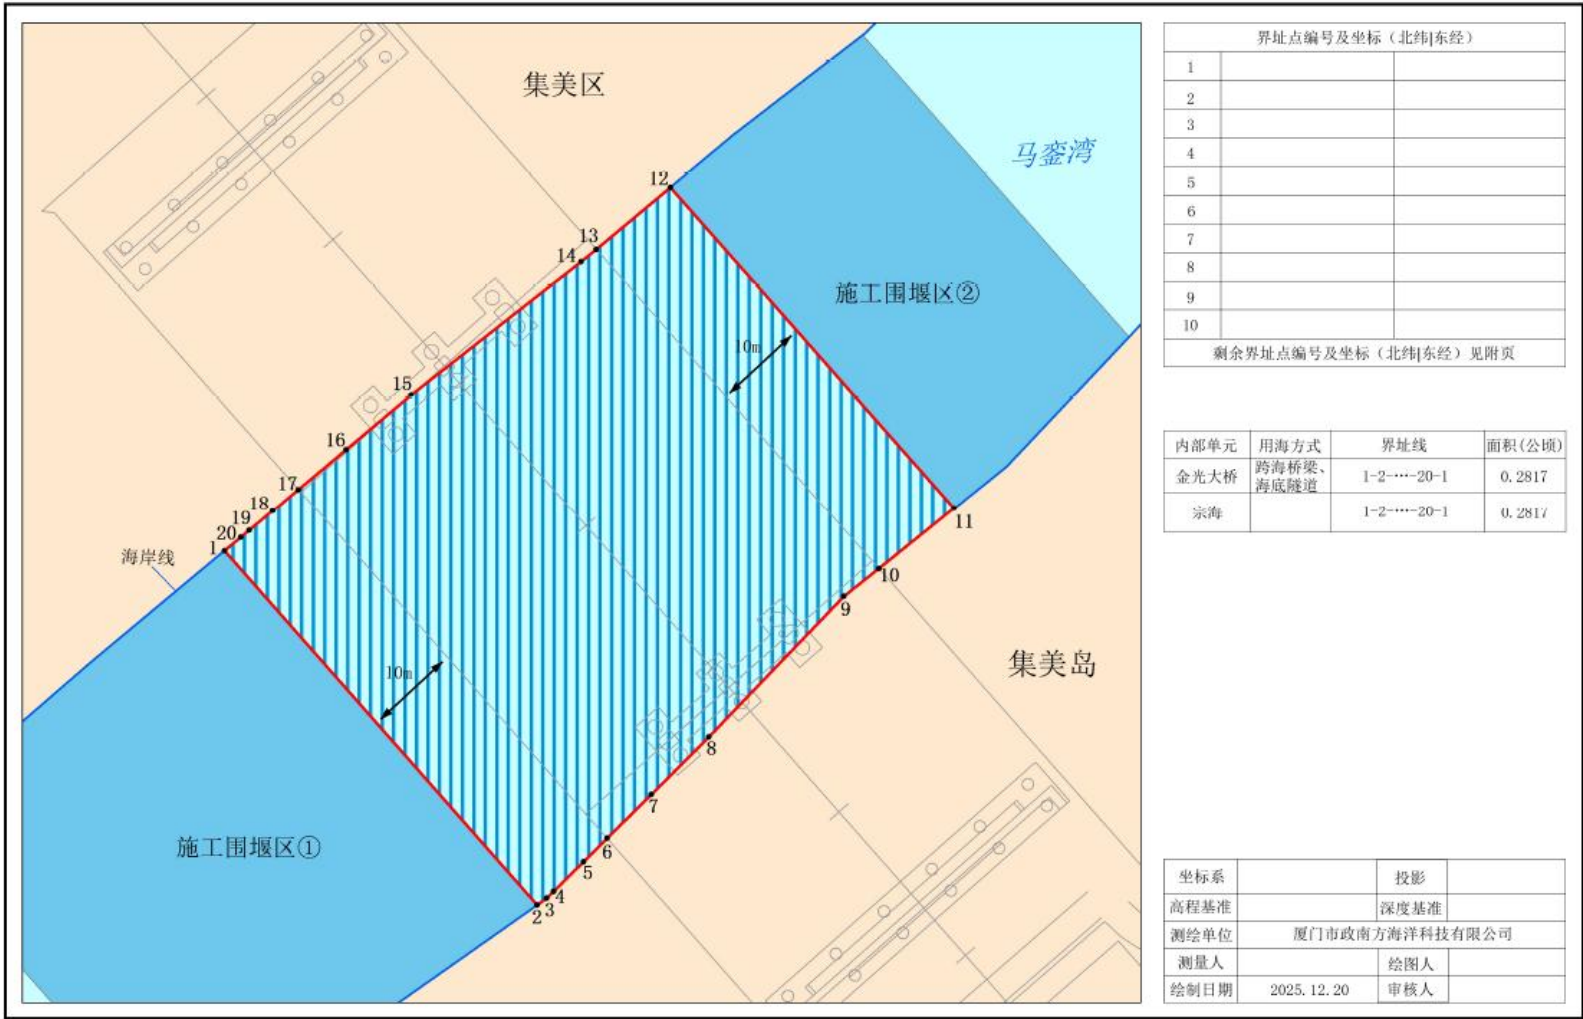 集美区
马銮湾
12
13
14
施工围堰区②
10m
15
16
17
18
19
20
1
海岸线
11
10
9
集美岛
10m
8
7
施工围堰区①
6
5
4
3
2
界址点编号及坐标（北纬|东经）
1
2
3
4
5
6
7
8
9
10
剩余界址点编号及坐标（北纬|东经）见附页
内部单元 用海方式 界址线 面积(公顷)
金光大桥 跨海桥梁、海底隧道 1-2-…-20-1 0.2817
宗海 1-2-…-20-1 0.2817
坐标系 投影
高程基准 深度基准
测绘单位 厦门市政南方海洋科技有限公司
测量人 绘图人
绘制日期 2025.12.20 审核人